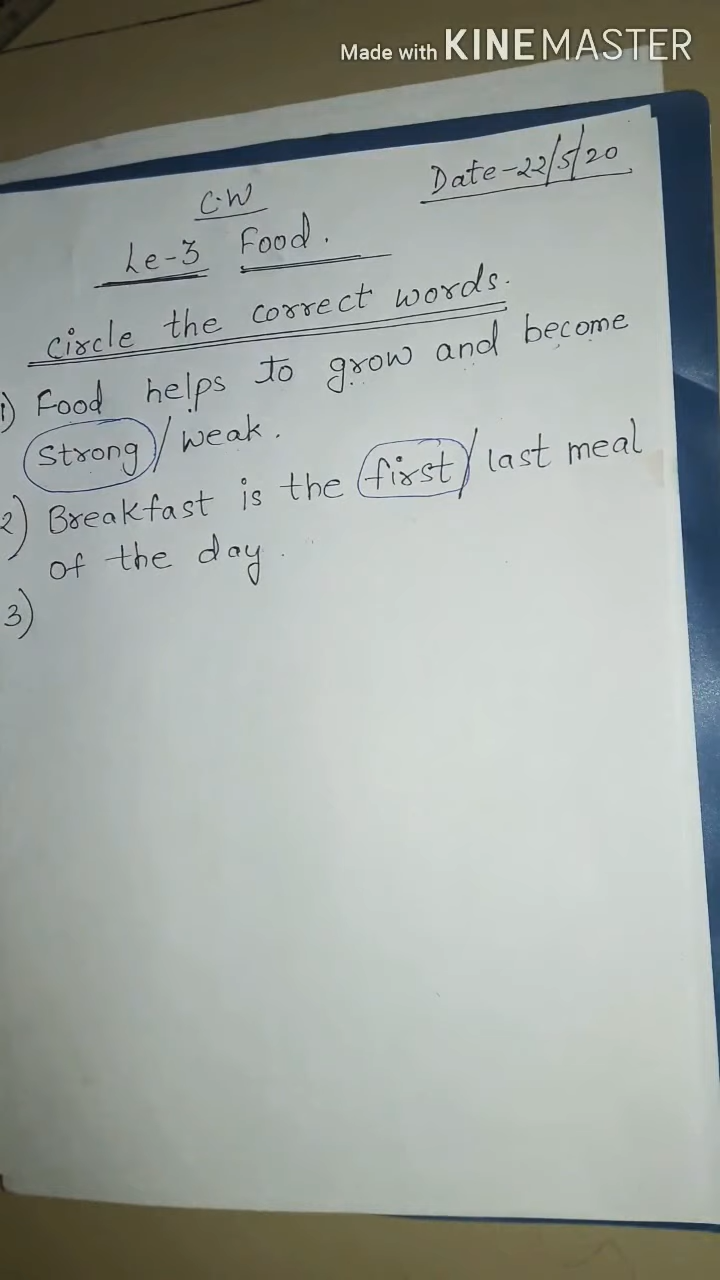 Made with KINEMASTER
Date-22/5/20
C.W
Le-3 Food.
Circle the correct words.
1) Food helps to grow and become
Strong/weak.
2) Breakfast is the first/last meal
of the day.
3)